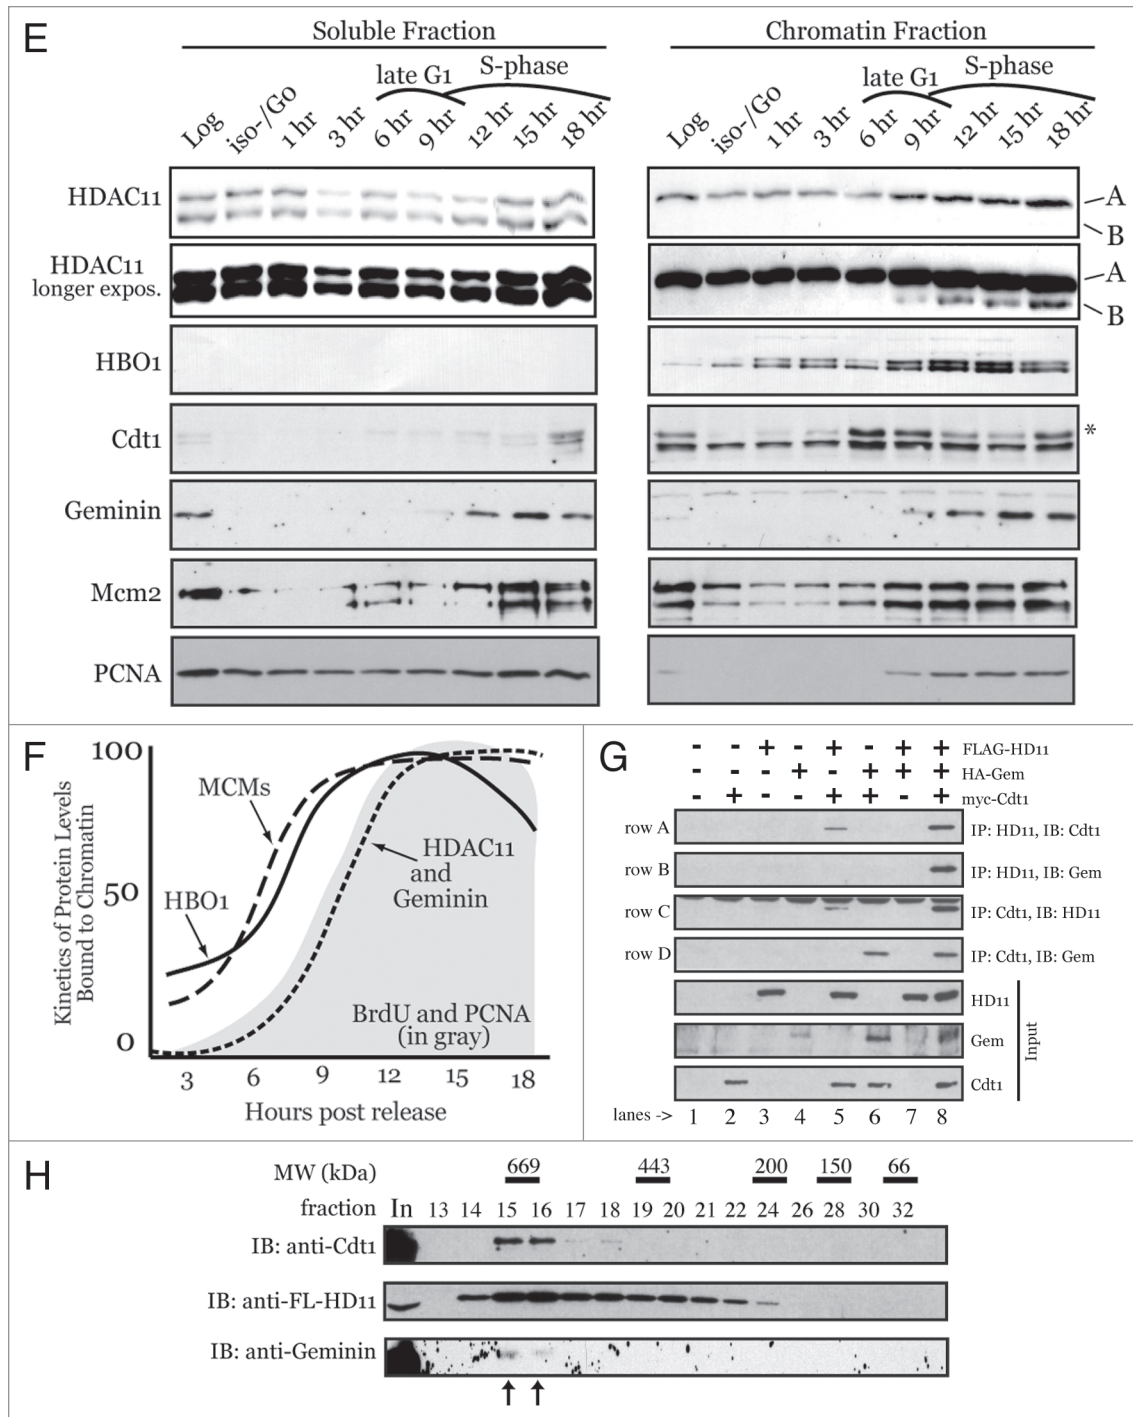 E
Soluble Fraction
Chromatin Fraction
late G1
S-phase
late G1
S-phase
Log iso-/Go 1 hr 3 hr 6 hr 9 hr 12 hr 15 hr 18 hr
Log iso-/Go 1 hr 3 hr 6 hr 9 hr 12 hr 15 hr 18 hr
HDAC11
A
B
HDAC11
longer expos.
A
B
HBO1
Cdt1
*
Geminin
Mcm2
PCNA
F
Kinetics of Protein Levels
Bound to Chromatin
100
50
0
MCMs
HBO1
HDAC11
and
Geminin
BrdU and PCNA
(in gray)
3 6 9 12 15 18
Hours post release
G
- - + - + - + + FLAG-HD11
- - - + - + + + HA-Gem
- + - - + + - + myc-Cdt1
row A IP: HD11, IB: Cdt1
row B IP: HD11, IB: Gem
row C IP: Cdt1, IB: HD11
row D IP: Cdt1, IB: Gem
HD11
Gem
Cdt1
Input
lanes -> 1 2 3 4 5 6 7 8
H
MW (kDa) 669 443 200 150 66
fraction In 13 14 15 16 17 18 19 20 21 22 24 26 28 30 32
IB: anti-Cdt1
IB: anti-FL-HD11
IB: anti-Geminin